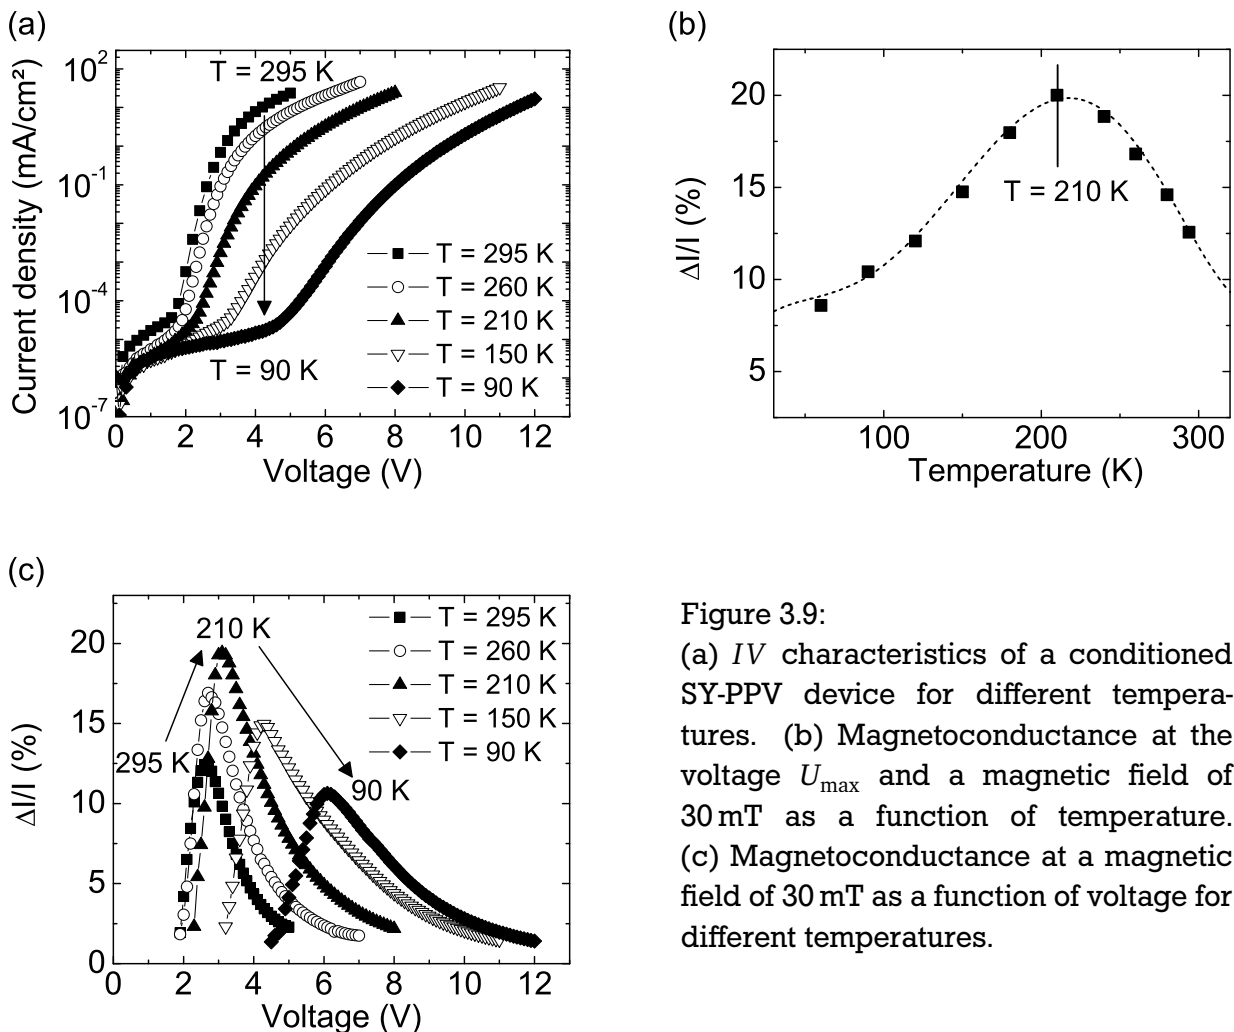 (a)
10²
10⁻¹
10⁻⁴
10⁻⁷
Current density (mA/cm²)
T = 295 K
T = 90 K
T = 295 K
T = 260 K
T = 210 K
T = 150 K
T = 90 K
0 2 4 6 8 10 12
Voltage (V)
(b)
20
15
10
5
ΔI/I (%)
T = 210 K
100 200 300
Temperature (K)
(c)
20
15
10
5
0
ΔI/I (%)
210 K
295 K
90 K
T = 295 K
T = 260 K
T = 210 K
T = 150 K
T = 90 K
0 2 4 6 8 10 12
Voltage (V)
Figure 3.9:
(a) IV characteristics of a conditioned
SY-PPV device for different tempera-
tures. (b) Magnetoconductance at the
voltage Umax and a magnetic field of
30 mT as a function of temperature.
(c) Magnetoconductance at a magnetic
field of 30 mT as a function of voltage for
different temperatures.